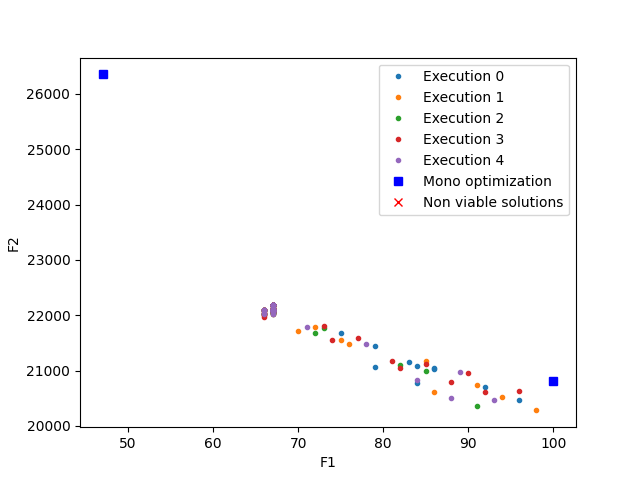 Execution 0
Execution 1
Execution 2
Execution 3
Execution 4
Mono optimization
Non viable solutions
26000
25000
24000
23000
22000
21000
20000
F2
50
60
70
80
90
100
F1